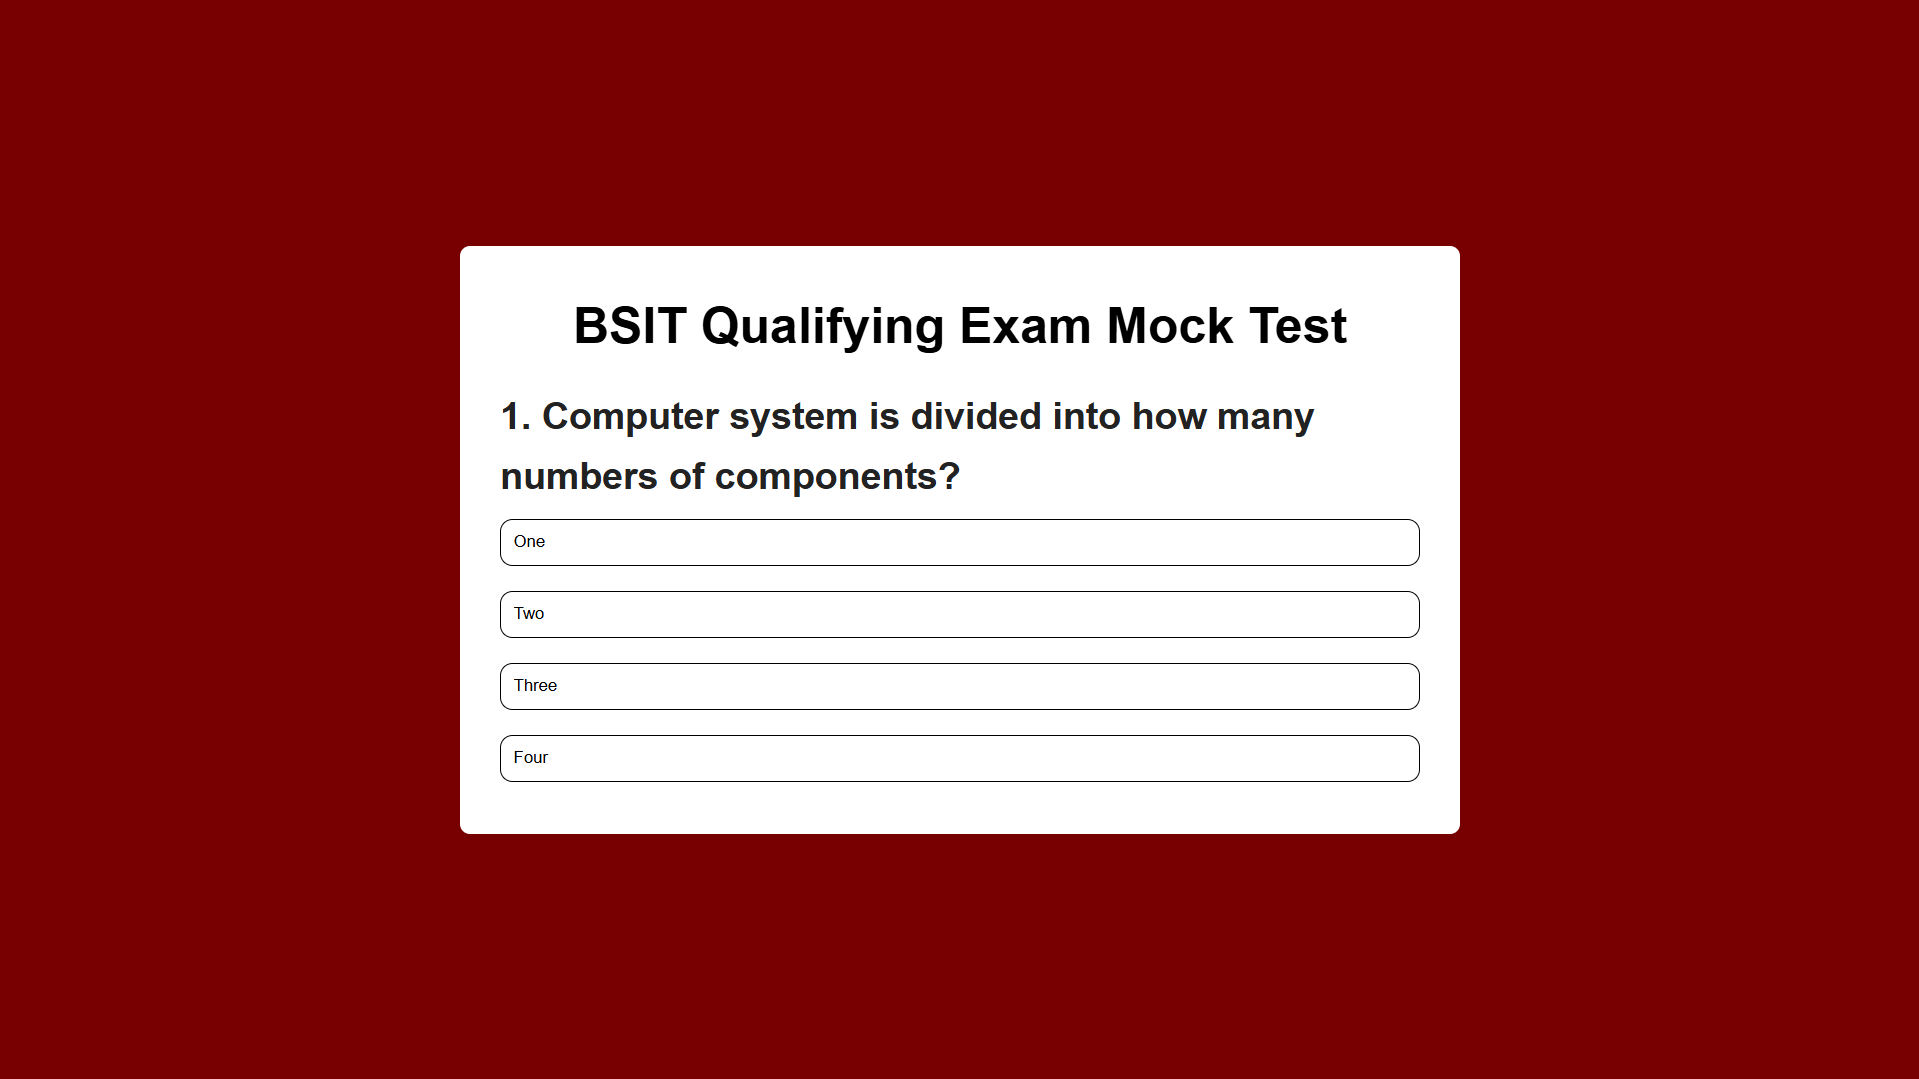 BSIT Qualifying Exam Mock Test
1. Computer system is divided into how many
numbers of components?
One
Two
Three
Four